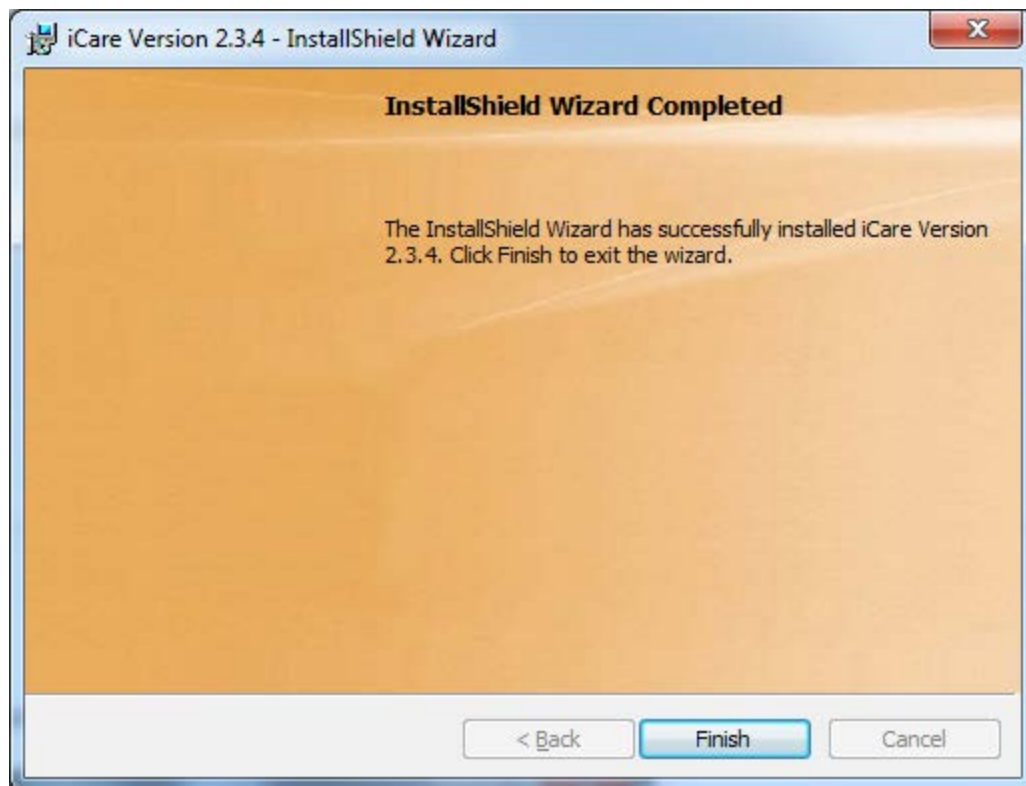 iCare Version 2.3.4 - InstallShield Wizard
InstallShield Wizard Completed
The InstallShield Wizard has successfully installed iCare Version
2.3.4. Click Finish to exit the wizard.
< Back Finish Cancel